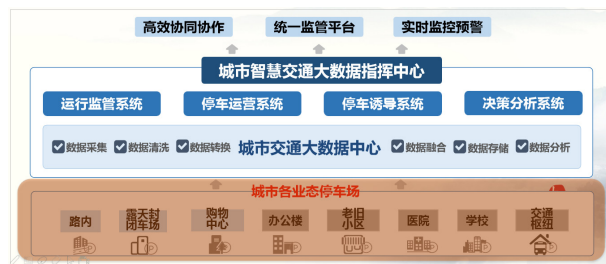 高效协同协作 统一监管平台 实时监控预警
城市智慧交通大数据指挥中心
运行监管系统 停车运营系统 停车诱导系统 决策分析系统
数据采集 数据清洗 数据转换 城市交通大数据中心 数据融合 数据存储 数据分析
城市各业态停车场
路内 露天封闭车场 购物中心 办公楼 老旧小区 医院 学校 交通枢纽